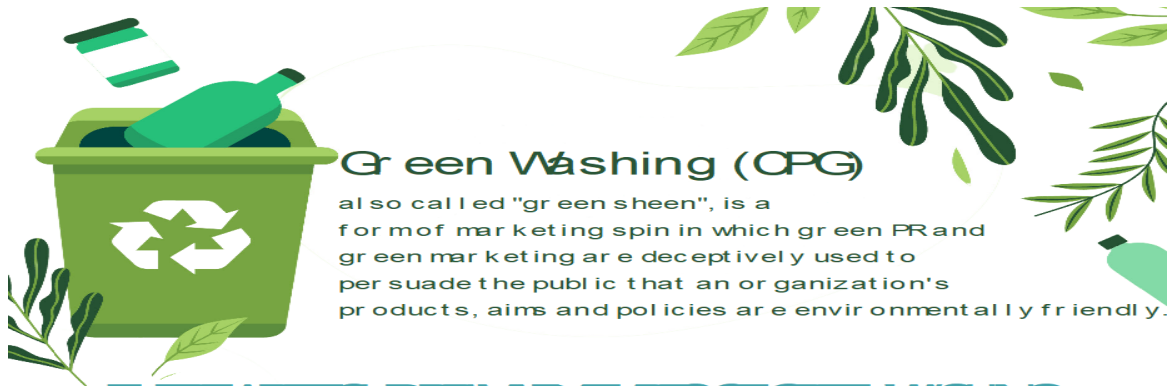 Green Washing (CPG)
also called "green sheen", is a
form of marketing spin in which green PR and
green marketing are deceptively used to
persuade the public that an organization's
products, aims and policies are environmentally friendly.